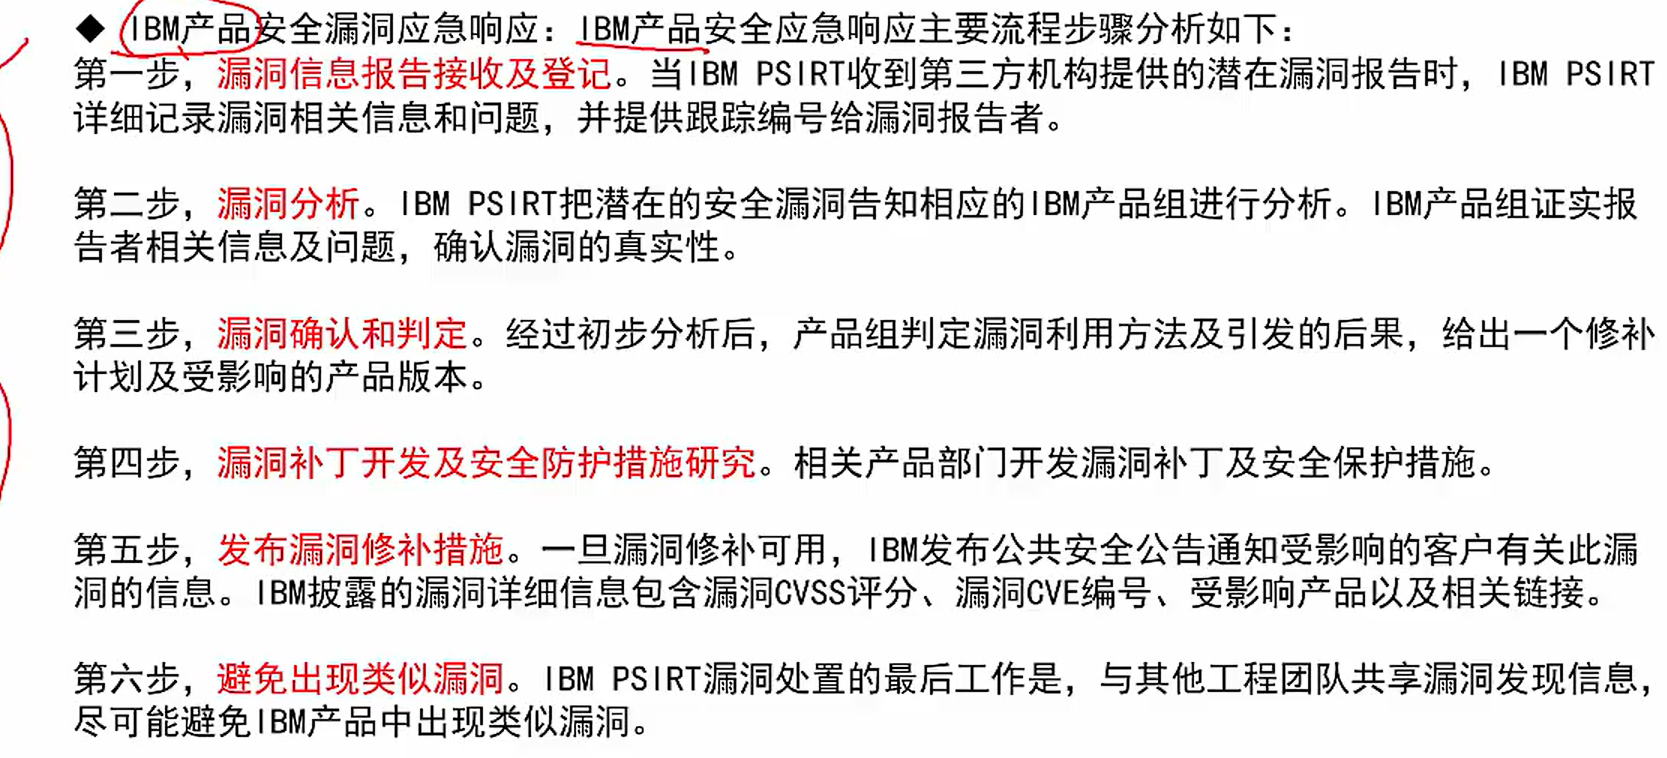 ◆ IBM产品安全漏洞应急响应：IBM产品安全应急响应主要流程步骤分析如下：
第一步，漏洞信息报告接收及登记。当IBM PSIRT收到第三方机构提供的潜在漏洞报告时，IBM PSIRT
详细记录漏洞相关信息和问题，并提供跟踪编号给漏洞报告者。
第二步，漏洞分析。IBM PSIRT把潜在的安全漏洞告知相应的IBM产品组进行分析。IBM产品组证实报
告者相关信息及问题，确认漏洞的真实性。
第三步，漏洞确认和判定。经过初步分析后，产品组判定漏洞利用方法及引发的后果，给出一个修补
计划及受影响的产品版本。
第四步，漏洞补丁开发及安全防护措施研究。相关产品部门开发漏洞补丁及安全保护措施。
第五步，发布漏洞修补措施。一旦漏洞修补可用，IBM发布公共安全公告通知受影响的客户有关此漏
洞的信息。IBM披露的漏洞详细信息包含漏洞CVSS评分、漏洞CVE编号、受影响产品以及相关链接。
第六步，避免出现类似漏洞。IBM PSIRT漏洞处置的最后工作是，与其他工程团队共享漏洞发现信息，
尽可能避免IBM产品中出现类似漏洞。